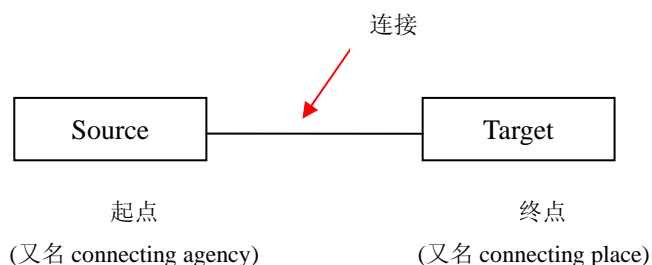 连接
Source Target
起点 终点
(又名 connecting agency) (又名 connecting place)